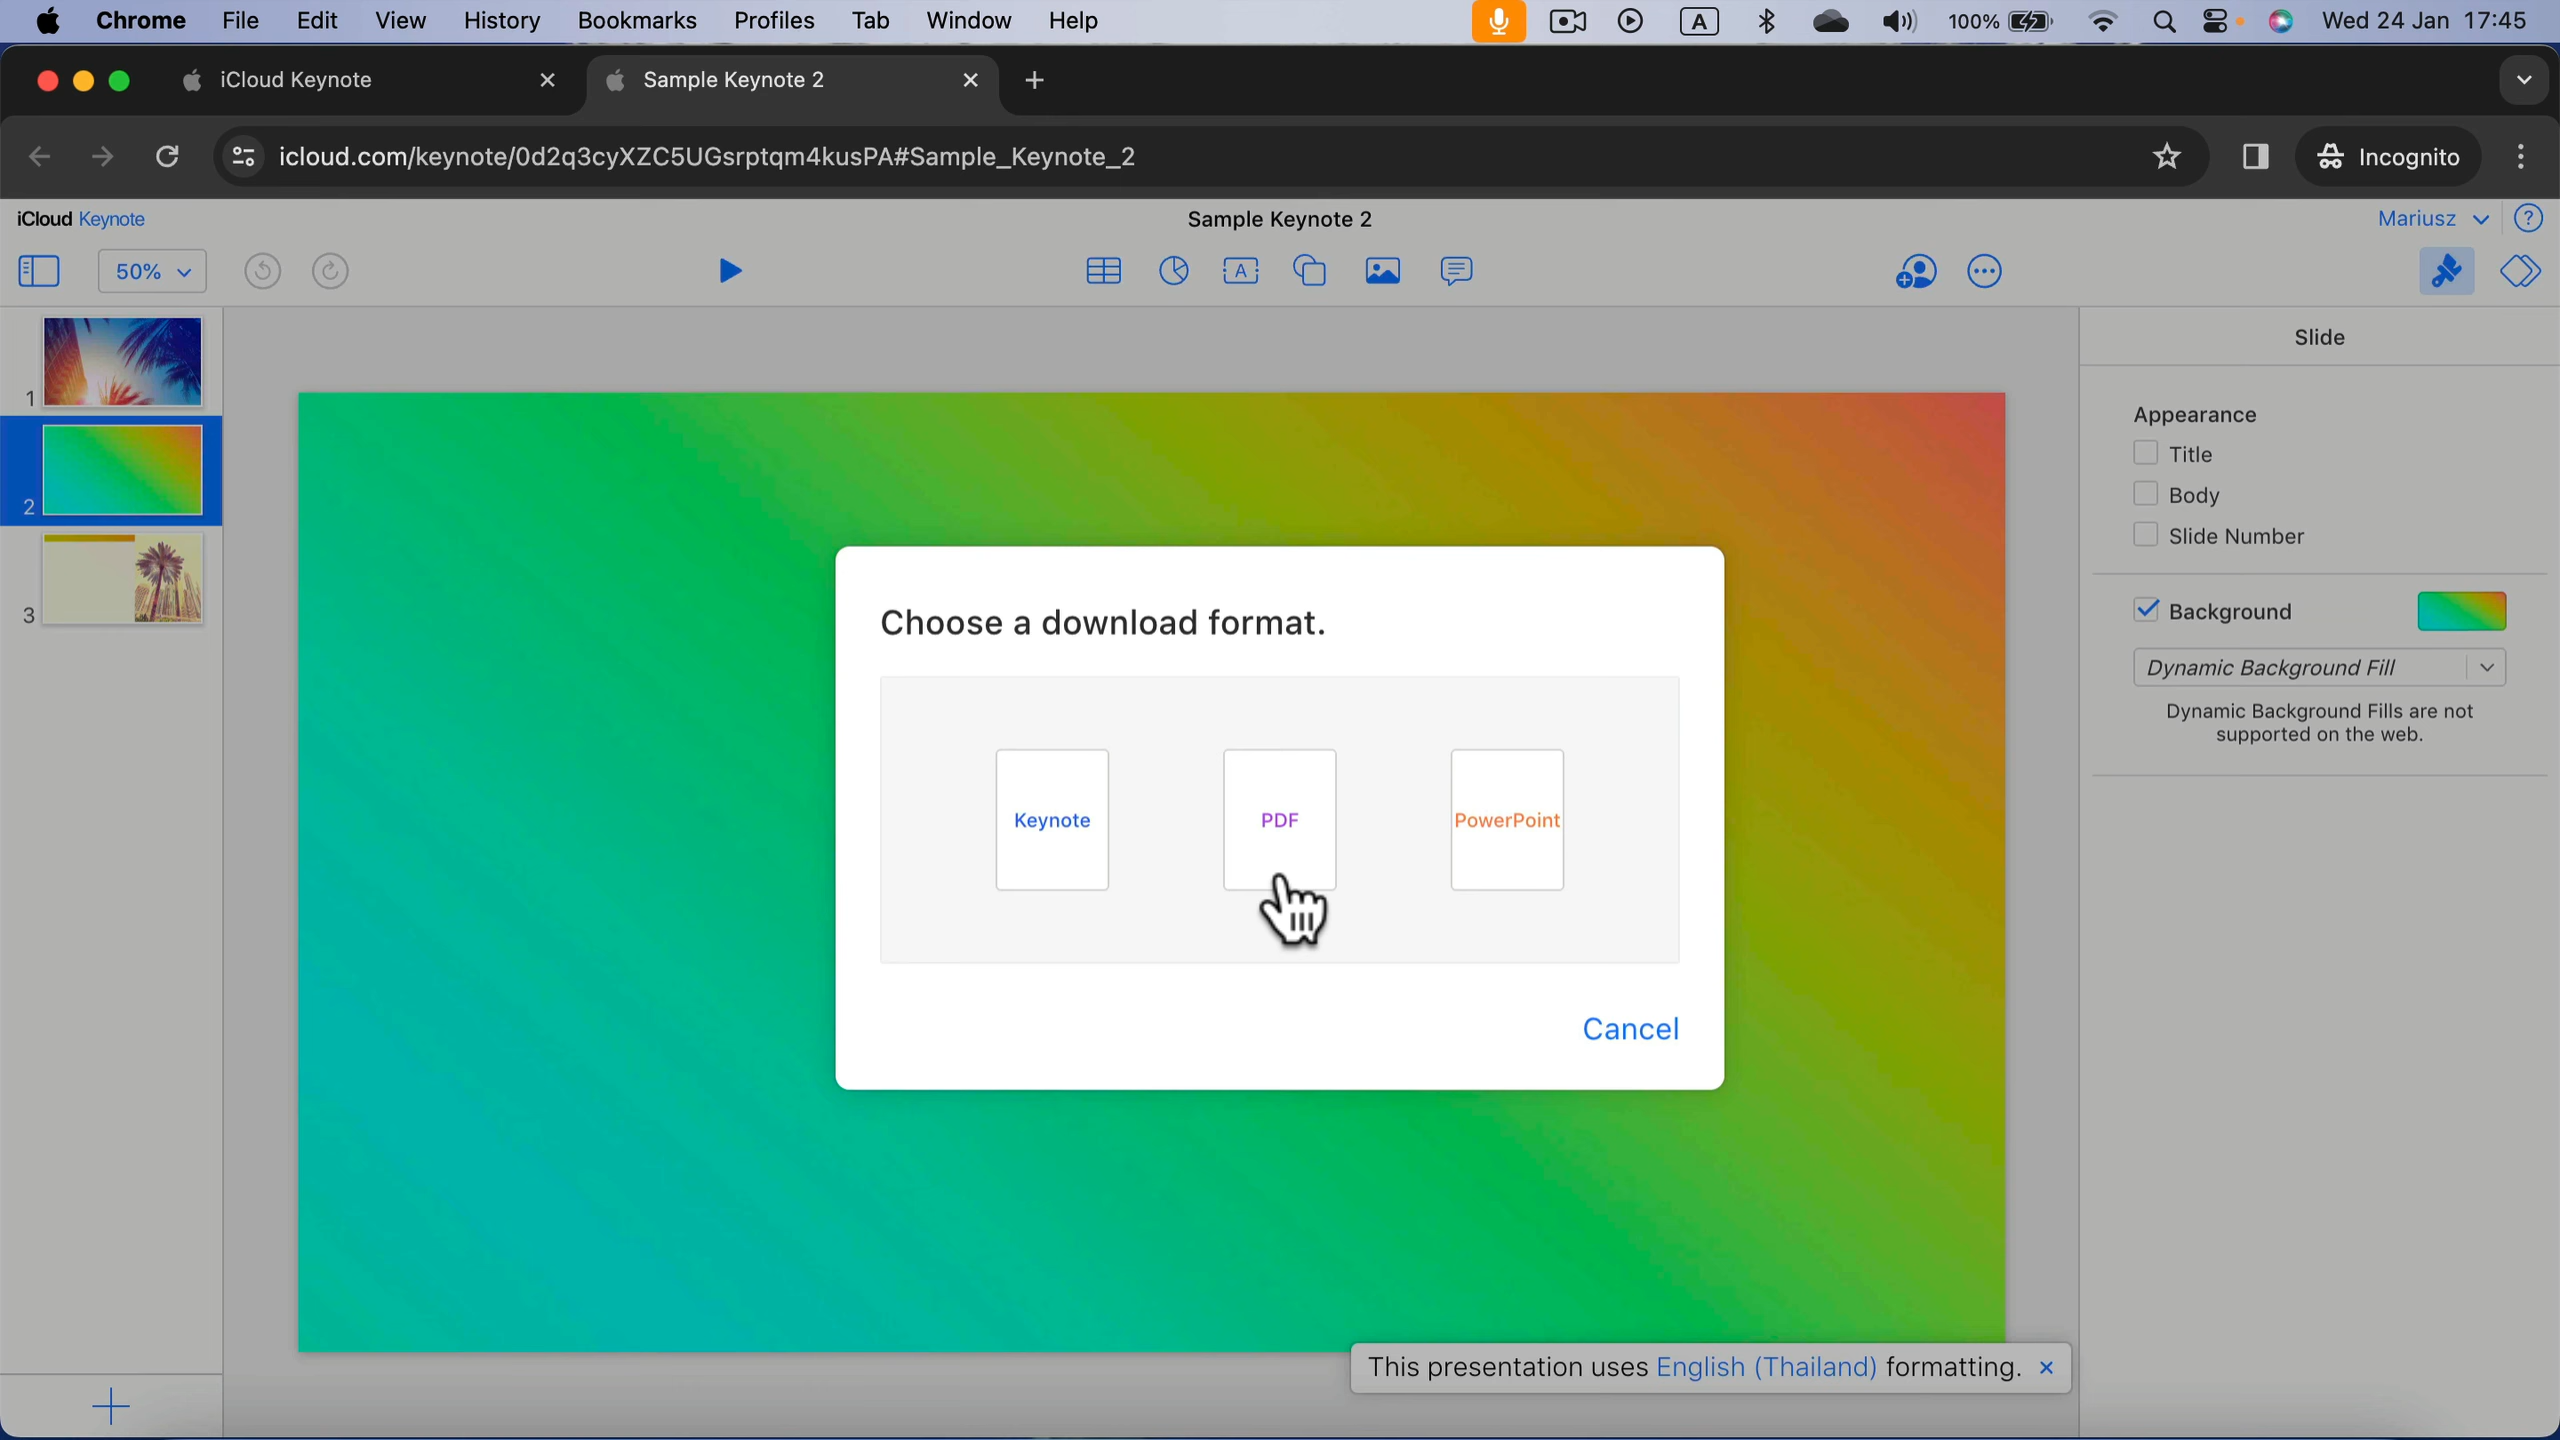 Chrome File Edit View History Bookmarks Profiles Tab Window Help A 100% Wed 24 Jan 17:45
iCloud Keynote Sample Keynote 2
icloud.com/keynote/0d2q3cyXZC5UGsrptqm4kusPA#Sample_Keynote_2 Incognito
iCloud Keynote Sample Keynote 2 Mariusz ?
50% A
1
2
3
Slide
Appearance
Title
Body
Slide Number
Background
Dynamic Background Fill
Dynamic Background Fills are not
supported on the web.
Choose a download format.
Keynote PDF PowerPoint
Cancel
This presentation uses English (Thailand) formatting.